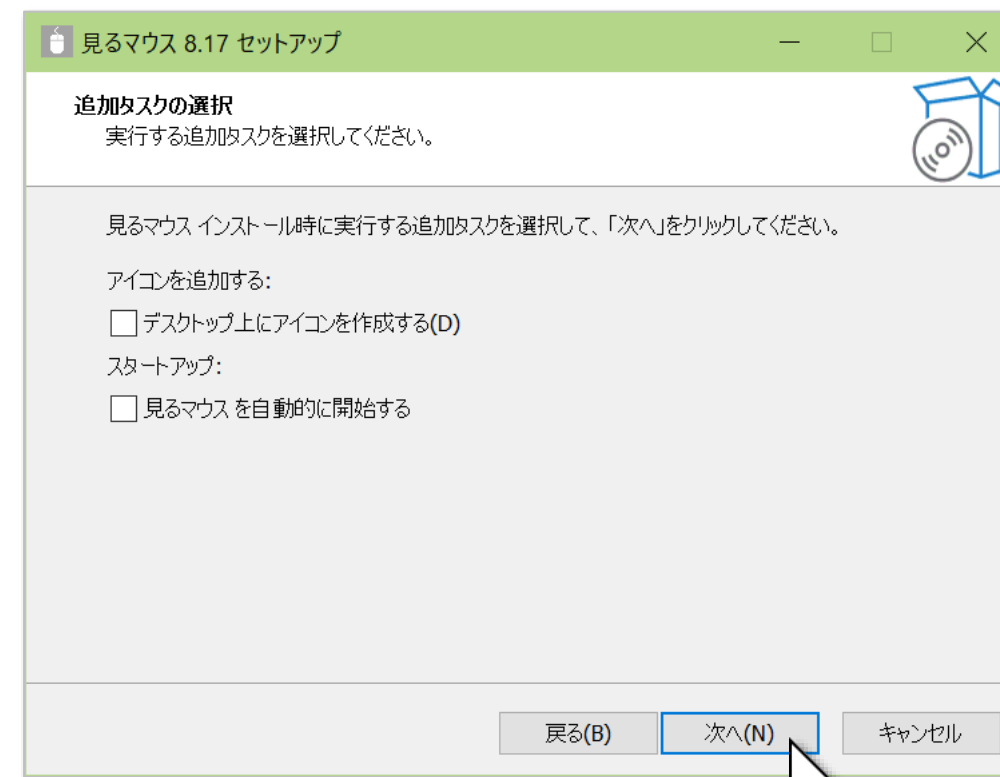 見るマウス 8.17 セットアップ
追加タスクの選択
実行する追加タスクを選択してください。
見るマウス インストール時に実行する追加タスクを選択して、「次へ」をクリックしてください。
アイコンを追加する:
デスクトップ上にアイコンを作成する(D)
スタートアップ:
見るマウス を自動的に開始する
戻る(B) 次へ(N) キャンセル